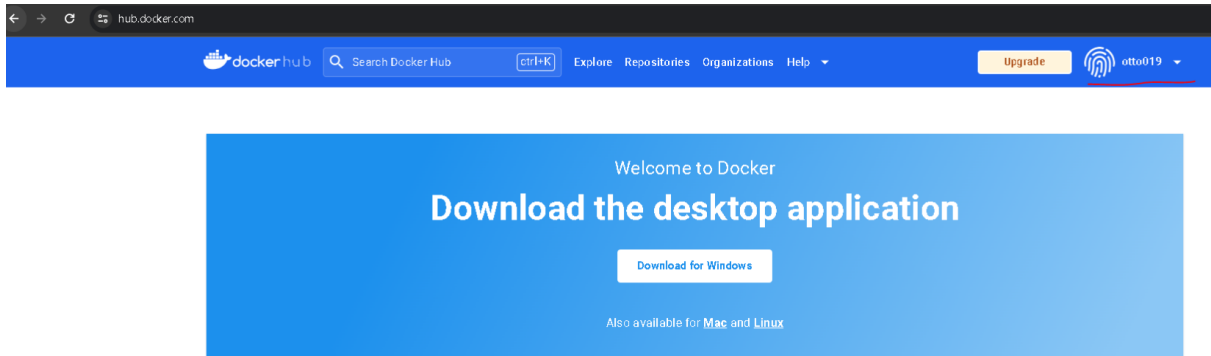 hub.docker.com
dockerhub Search Docker Hub ctrl+K Explore Repositories Organizations Help Upgrade otto019
Welcome to Docker
Download the desktop application
Download for Windows
Also available for Mac and Linux